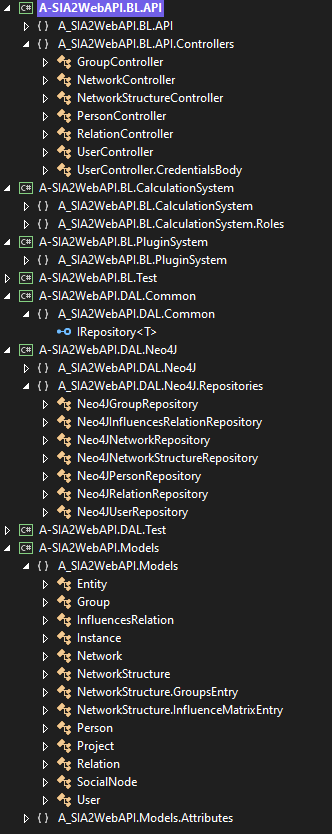 C# A-SIA2WebAPI.BL.API
{ } A_SIA2WebAPI.BL.API
{ } A_SIA2WebAPI.BL.API.Controllers
GroupController
NetworkController
NetworkStructureController
PersonController
RelationController
UserController
UserController.CredentialsBody
C# A-SIA2WebAPI.BL.CalculationSystem
{ } A_SIA2WebAPI.BL.CalculationSystem
{ } A_SIA2WebAPI.BL.CalculationSystem.Roles
C# A-SIA2WebAPI.BL.PluginSystem
{ } A_SIA2WebAPI.BL.PluginSystem
C# A-SIA2WebAPI.BL.Test
C# A-SIA2WebAPI.DAL.Common
{ } A_SIA2WebAPI.DAL.Common
IRepository<T>
C# A-SIA2WebAPI.DAL.Neo4J
{ } A_SIA2WebAPI.DAL.Neo4J
{ } A_SIA2WebAPI.DAL.Neo4J.Repositories
Neo4JGroupRepository
Neo4JInfluencesRelationRepository
Neo4JNetworkRepository
Neo4JNetworkStructureRepository
Neo4JPersonRepository
Neo4JRelationRepository
Neo4JUserRepository
C# A-SIA2WebAPI.DAL.Test
C# A-SIA2WebAPI.Models
{ } A_SIA2WebAPI.Models
Entity
Group
InfluencesRelation
Instance
Network
NetworkStructure
NetworkStructure.GroupsEntry
NetworkStructure.InfluenceMatrixEntry
Person
Project
Relation
SocialNode
User
{ } A_SIA2WebAPI.Models.Attributes